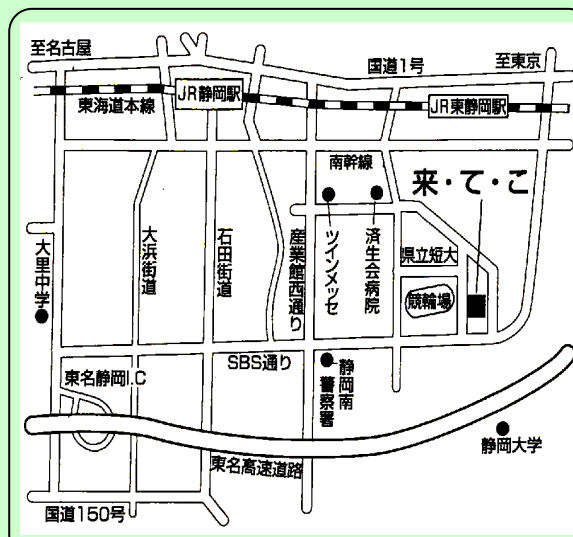 至名古屋
国道1号
至東京
JR静岡駅
東海道本線
JR東静岡駅
南幹線
来・て・こ
大里中学
大浜街道
石田街道
産業館西通り
ツインメッセ
済生会病院
県立短大
競輪場
SBS通り
静岡南
警察署
東名静岡I.C
静岡大学
東名高速道路
国道150号